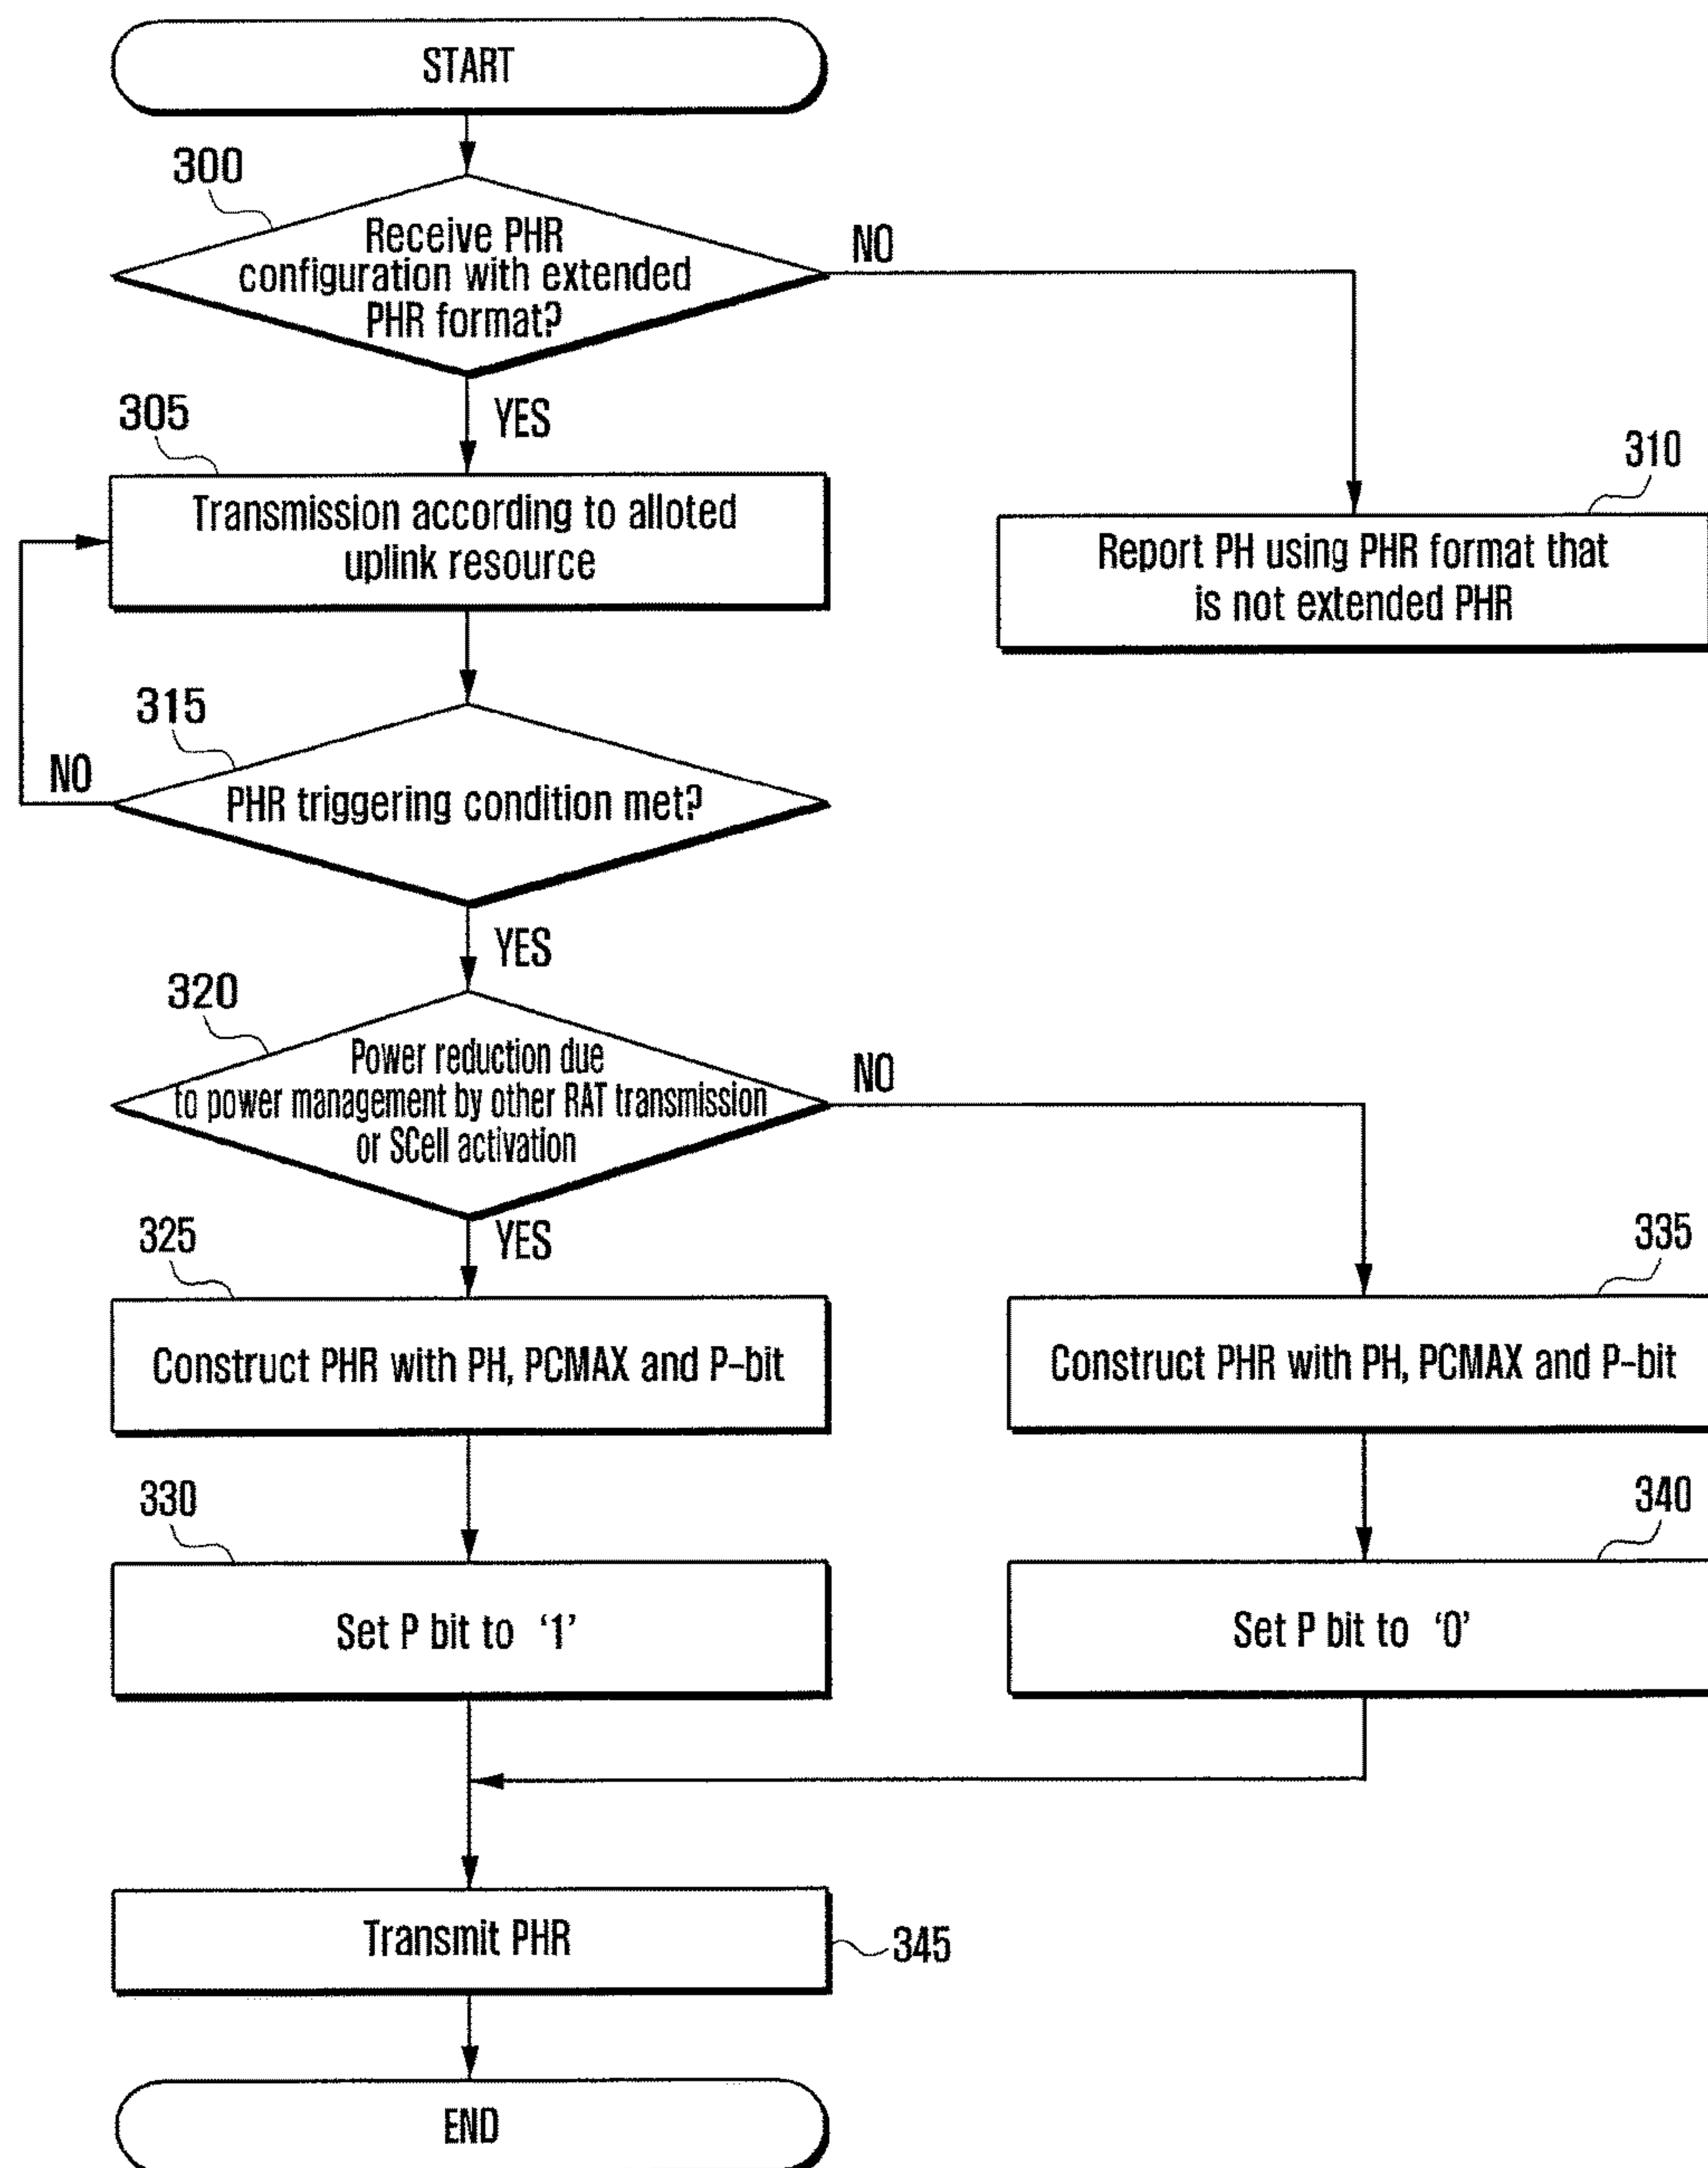 START
300
Receive PHR
configuration with extended
PHR format?
NO
YES
305
Transmission according to alloted
uplink resource
310
Report PH using PHR format that
is not extended PHR
315
NO
PHR triggering condition met?
YES
320
Power reduction due
to power management by other RAT transmission
or SCell activation
NO
YES
325
Construct PHR with PH, PCMAX and P-bit
335
Construct PHR with PH, PCMAX and P-bit
330
Set P bit to ‘1’
340
Set P bit to ‘0’
Transmit PHR
345
END